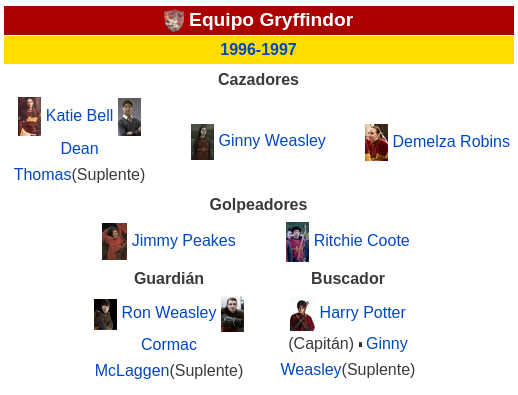 Equipo Gryffindor
1996-1997
Cazadores
Katie Bell
Dean
Thomas(Suplente)
Ginny Weasley
Demelza Robins
Golpeadores
Jimmy Peakes
Ritchie Coote
Guardián
Ron Weasley
Cormac
McLaggen(Suplente)
Buscador
Harry Potter
(Capitán) Ginny
Weasley(Suplente)